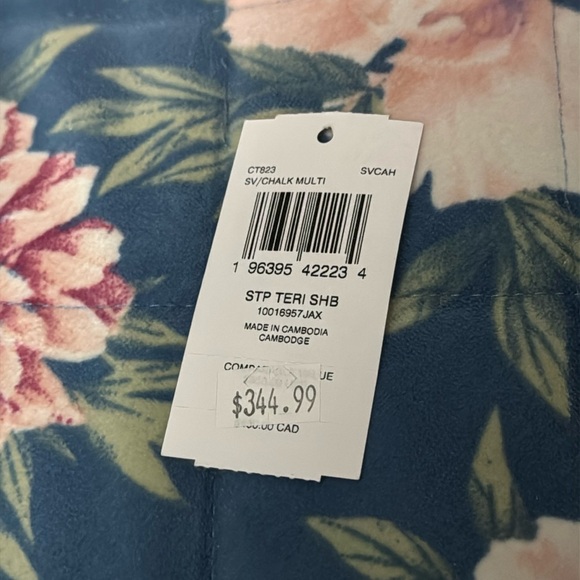 CT823 SVCAH
SV/CHALK MULTI
1 96395 42223 4
STP TERI SHB
10016957JAX
MADE IN CAMBODIA
CAMBODGE
$344.99
CAD